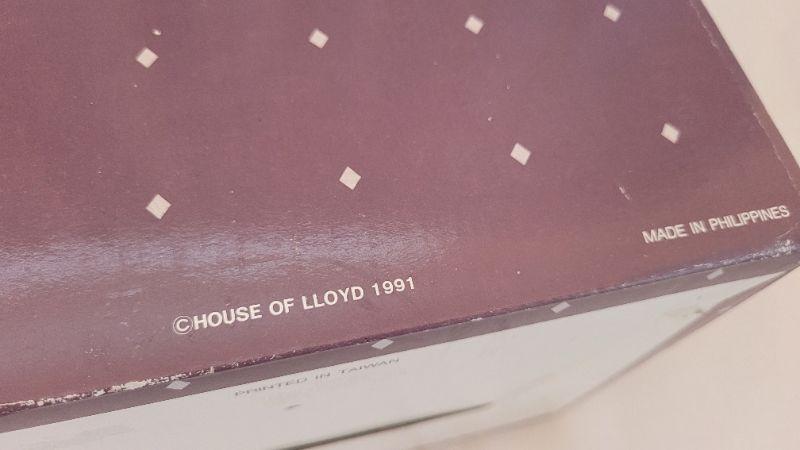 MADE IN PHILIPPINES
©HOUSE OF LLOYD 1991
PRINTED IN TAIWAN